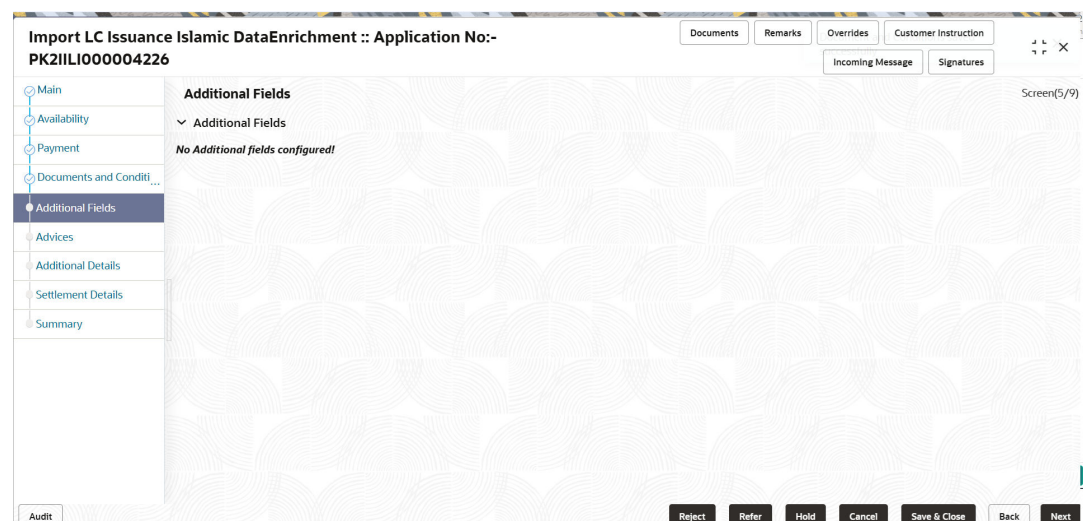 Import LC Issuance Islamic DataEnrichment :: Application No:-
PK2IILI000004226
Documents
Remarks
Overrides
Customer Instruction
Incoming Message
Signatures
Main
Availability
Payment
Documents and Conditi...
Additional Fields
Advices
Additional Details
Settlement Details
Summary
Additional Fields
Screen(5/9)
Additional Fields
No Additional fields configured!
Audit
Reject
Refer
Hold
Cancel
Save & Close
Back
Next